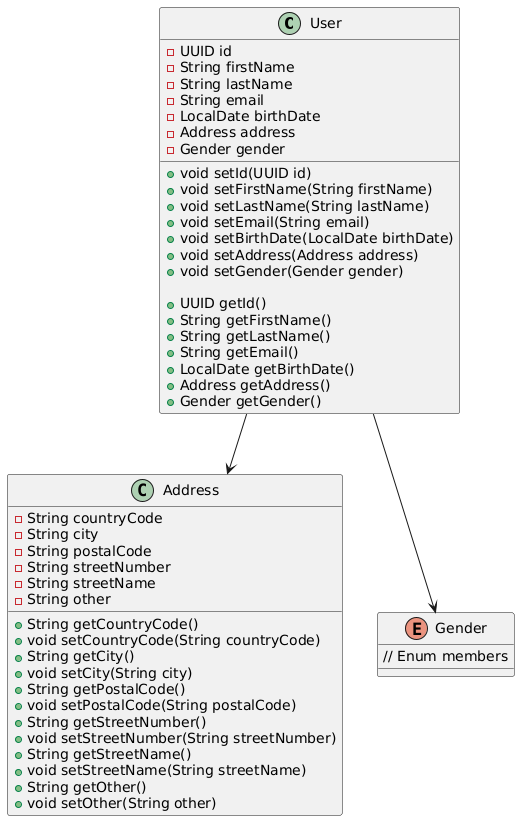 C User
UUID id
String firstName
String lastName
String email
LocalDate birthDate
Address address
Gender gender
void setId(UUID id)
void setFirstName(String firstName)
void setLastName(String lastName)
void setEmail(String email)
void setBirthDate(LocalDate birthDate)
void setAddress(Address address)
void setGender(Gender gender)
UUID getId()
String getFirstName()
String getLastName()
String getEmail()
LocalDate getBirthDate()
Address getAddress()
Gender getGender()
C Address
String countryCode
String city
String postalCode
String streetNumber
String streetName
String other
String getCountryCode()
void setCountryCode(String countryCode)
String getCity()
void setCity(String city)
String getPostalCode()
void setPostalCode(String postalCode)
String getStreetNumber()
void setStreetNumber(String streetNumber)
String getStreetName()
void setStreetName(String streetName)
String getOther()
void setOther(String other)
E Gender
// Enum members